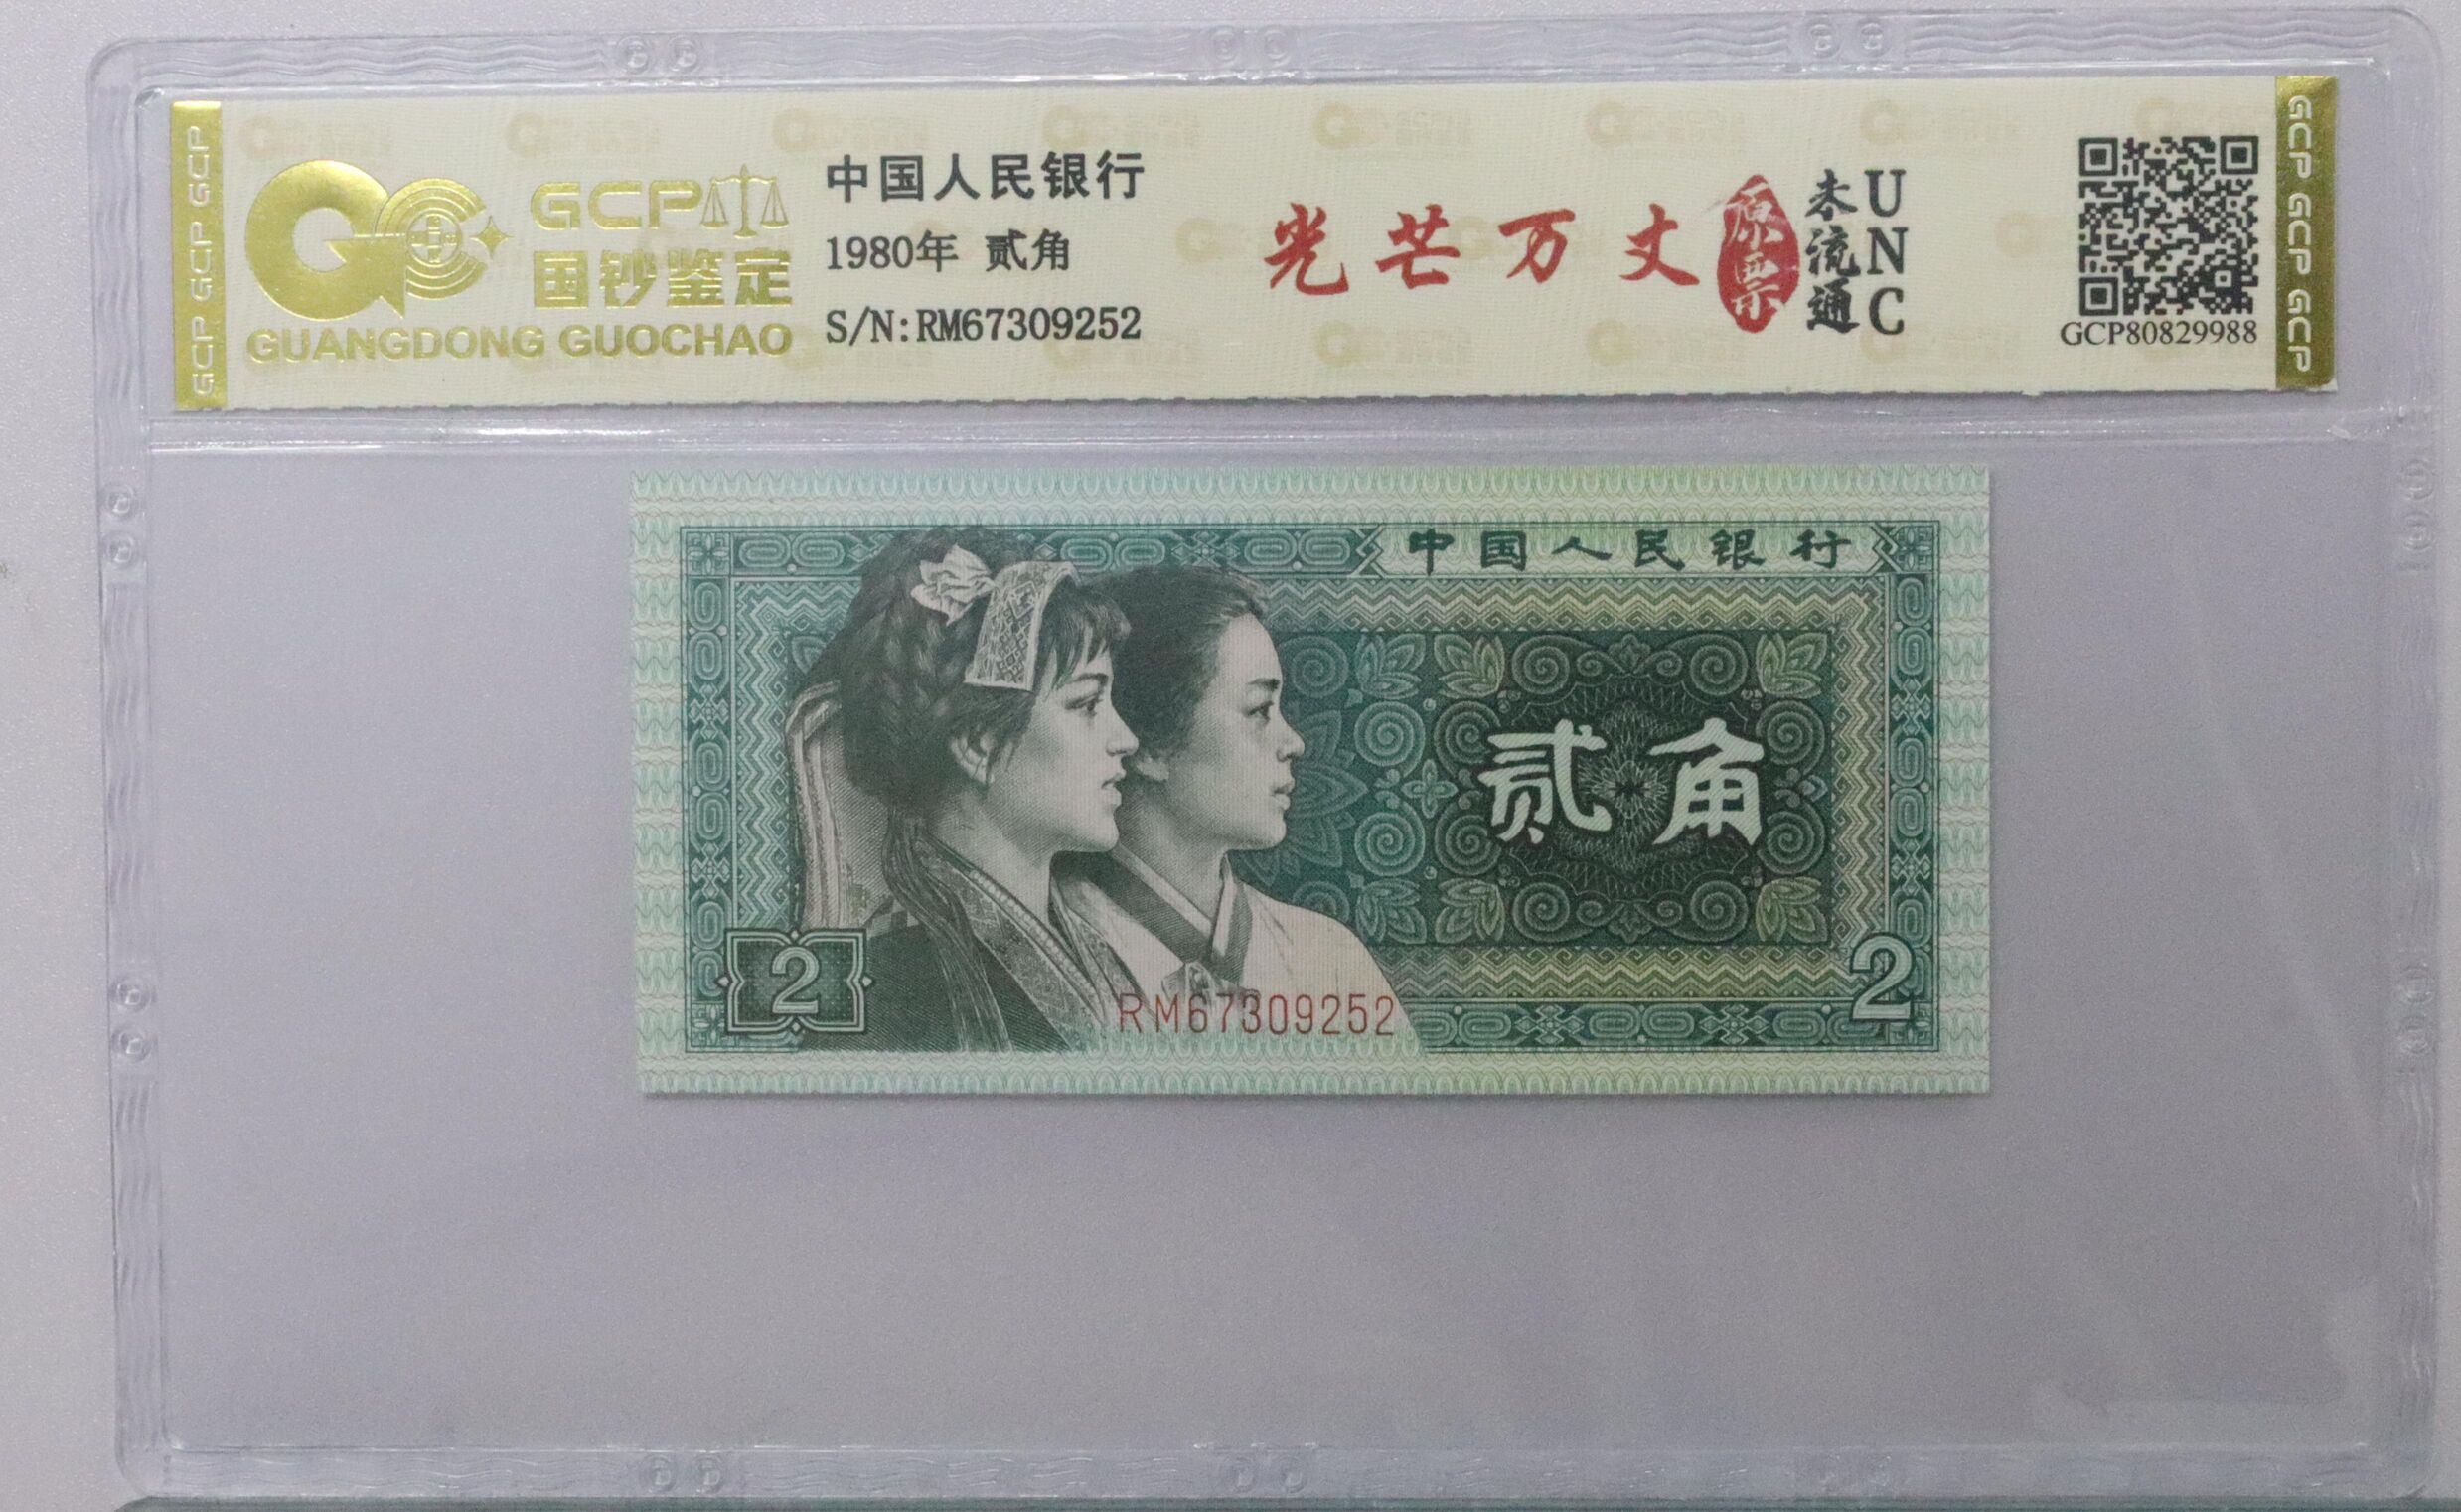 GCP
国钞鉴定
GUANGDONG GUOCHAO
中国人民银行
1980年 贰角
S/N:RM67309252
光芒万丈
原票
未流通
UNC
GCP80829988
GCP GCP GCP
GCP GCP GCP
中国人民银行
贰角
2
2
RM67309252